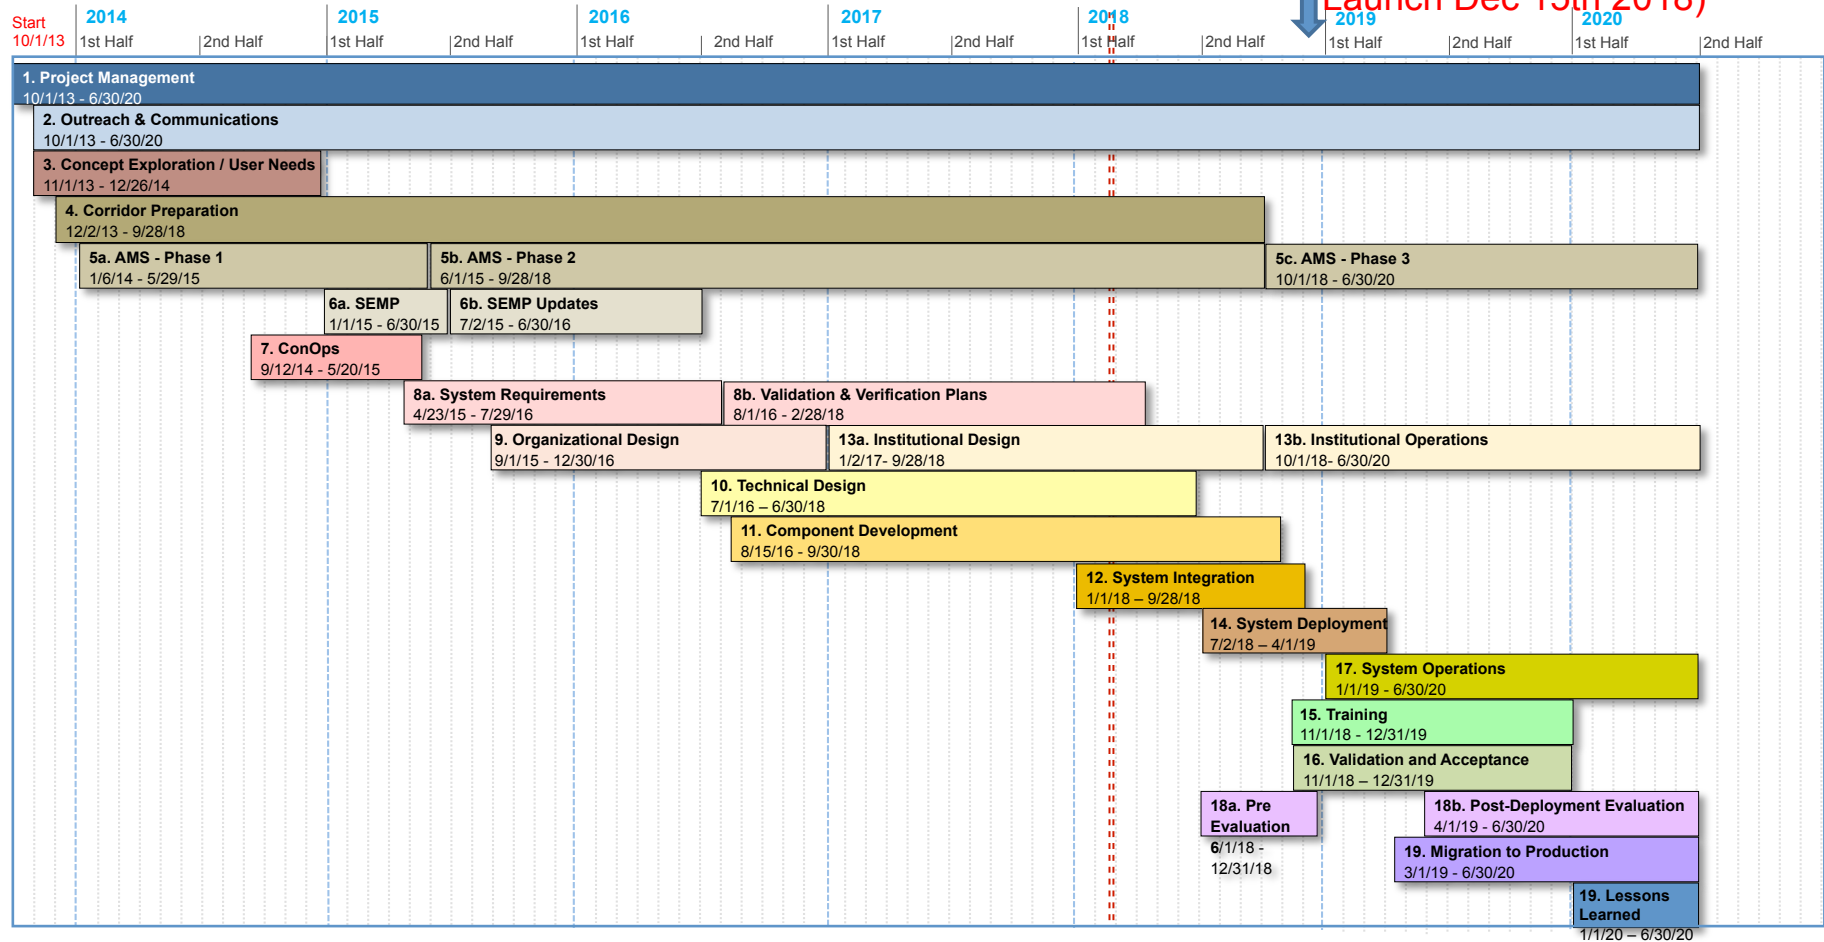 Launch Dec 15th 2018)
Start
10/1/13
2014
2015
2016
2017
2018
2019
2020
1st Half
2nd Half
1st Half
2nd Half
1st Half
2nd Half
1st Half
2nd Half
1st Half
2nd Half
1st Half
2nd Half
1st Half
2nd Half
1. Project Management
10/1/13 - 6/30/20
2. Outreach & Communications
10/1/13 - 6/30/20
3. Concept Exploration / User Needs
11/1/13 - 12/26/14
4. Corridor Preparation
12/2/13 - 9/28/18
5a. AMS - Phase 1
1/6/14 - 5/29/15
5b. AMS - Phase 2
6/1/15 - 9/28/18
5c. AMS - Phase 3
10/1/18 - 6/30/20
6a. SEMP
1/1/15 - 6/30/15
6b. SEMP Updates
7/2/15 - 6/30/16
7. ConOps
9/12/14 - 5/20/15
8a. System Requirements
4/23/15 - 7/29/16
8b. Validation & Verification Plans
8/1/16 - 2/28/18
9. Organizational Design
9/1/15 - 12/30/16
13a. Institutional Design
1/2/17- 9/28/18
13b. Institutional Operations
10/1/18- 6/30/20
10. Technical Design
7/1/16 – 6/30/18
11. Component Development
8/15/16 - 9/30/18
12. System Integration
1/1/18 – 9/28/18
14. System Deployment
7/2/18 – 4/1/19
17. System Operations
1/1/19 - 6/30/20
15. Training
11/1/18 - 12/31/19
16. Validation and Acceptance
11/1/18 – 12/31/19
18a. Pre
Evaluation
6/1/18 -
12/31/18
18b. Post-Deployment Evaluation
4/1/19 - 6/30/20
19. Migration to Production
3/1/19 - 6/30/20
19. Lessons
Learned
1/1/20 – 6/30/20